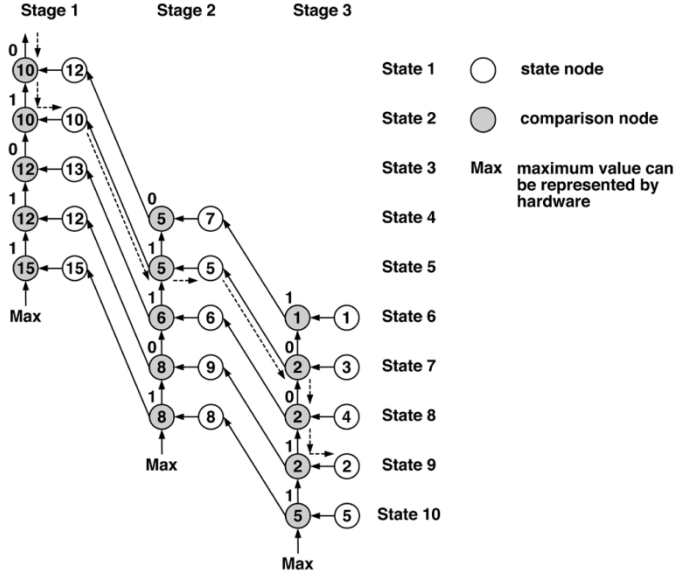 Stage 1 Stage 2 Stage 3
0
10 12 State 1 state node
1
10 10 State 2 comparison node
0
12 13 State 3 Max maximum value can
be represented by
hardware
1 0
12 12 5 7 State 4
1 1
15 15 5 5 State 5
1 1
Max 6 6 1 1 State 6
0 0
8 9 2 3 State 7
1 0
8 8 2 4 State 8
1
Max 2 2 State 9
1
5 5 State 10
Max